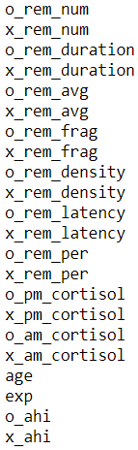 o_rem_num
x_rem_num
o_rem_duration
x_rem_duration
o_rem_avg
x_rem_avg
o_rem_frag
x_rem_frag
o_rem_density
x_rem_density
o_rem_latency
x_rem_latency
o_rem_per
x_rem_per
o_pm_cortisol
x_pm_cortisol
o_am_cortisol
x_am_cortisol
age
exp
o_ahi
x_ahi